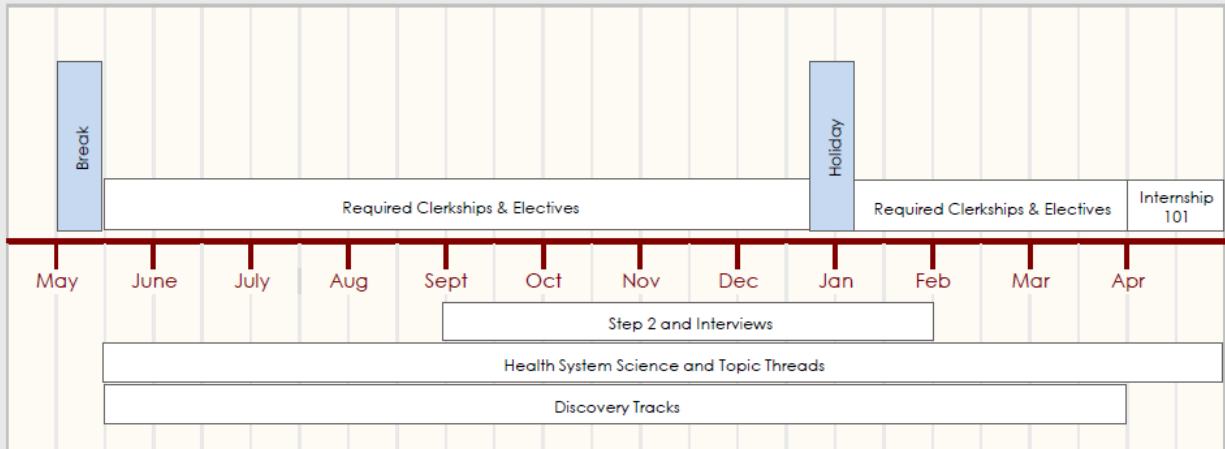 Break
Holiday
Required Clerkships & Electives
Required Clerkships & Electives
Internship
101
May June July Aug Sept Oct Nov Dec Jan Feb Mar Apr
Step 2 and Interviews
Health System Science and Topic Threads
Discovery Tracks